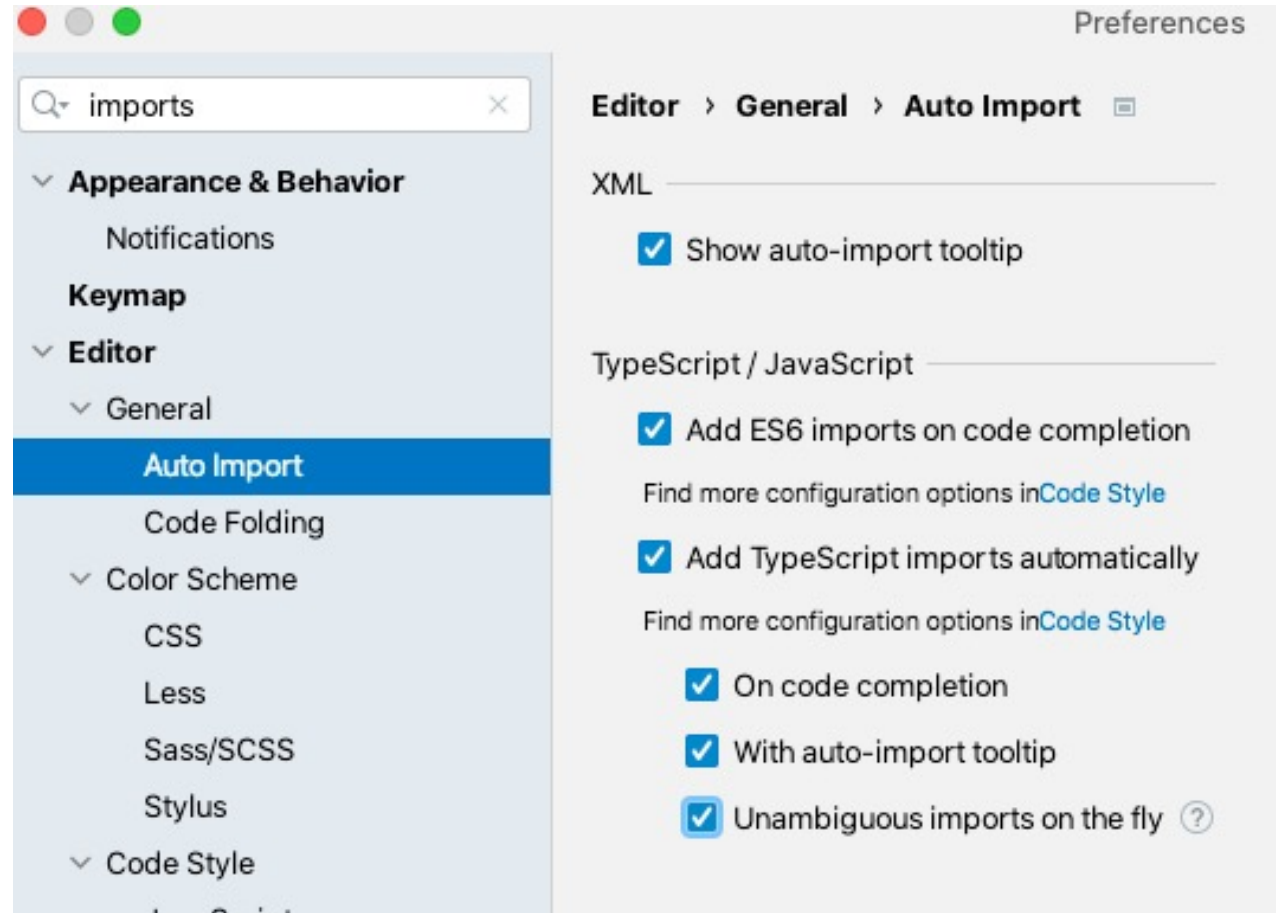 Preferences
imports
Appearance & Behavior
Notifications
Keymap
Editor
General
Auto Import
Code Folding
Color Scheme
CSS
Less
Sass/SCSS
Stylus
Code Style
Editor › General › Auto Import
XML
Show auto-import tooltip
TypeScript / JavaScript
Add ES6 imports on code completion
Find more configuration options inCode Style
Add TypeScript imports automatically
Find more configuration options inCode Style
On code completion
With auto-import tooltip
Unambiguous imports on the fly ?